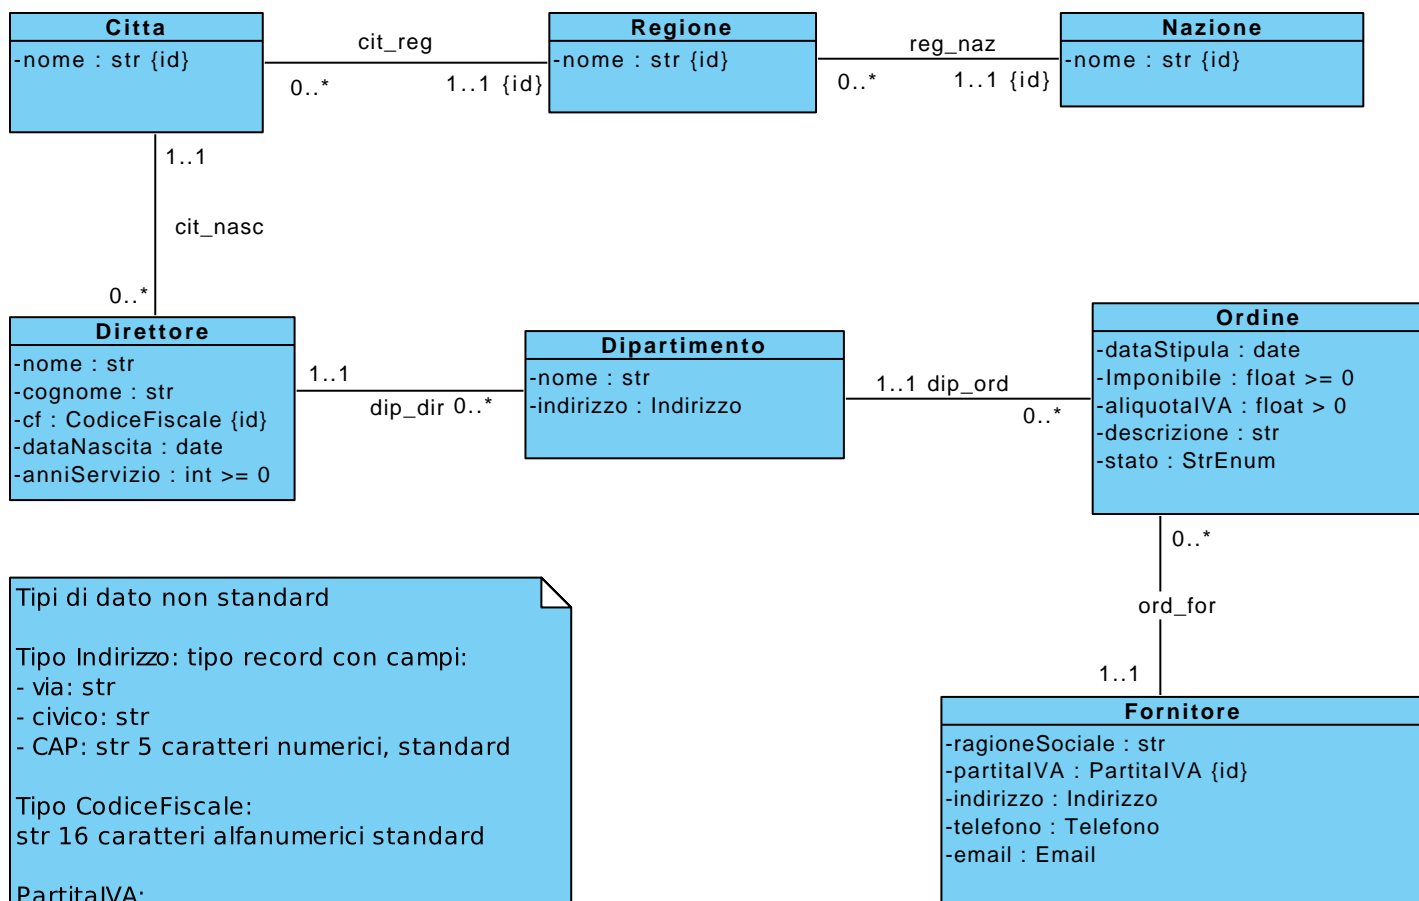 Citta
-nome : str {id}
cit_reg
0..*
1..1 {id}
Regione
-nome : str {id}
reg_naz
0..*
1..1 {id}
Nazione
-nome : str {id}
1..1
cit_nasc
0..*
Direttore
-nome : str
-cognome : str
-cf : CodiceFiscale {id}
-dataNascita : date
-anniServizio : int >= 0
1..1
dip_dir 0..*
Dipartimento
-nome : str
-indirizzo : Indirizzo
1..1 dip_ord
0..*
Ordine
-dataStipula : date
-Imponibile : float >= 0
-aliquotaIVA : float > 0
-descrizione : str
-stato : StrEnum
0..*
ord_for
1..1
Fornitore
-ragioneSociale : str
-partitaIVA : PartitaIVA {id}
-indirizzo : Indirizzo
-telefono : Telefono
-email : Email
Tipi di dato non standard
Tipo Indirizzo: tipo record con campi:
- via: str
- civico: str
- CAP: str 5 caratteri numerici, standard
Tipo CodiceFiscale:
str 16 caratteri alfanumerici standard
PartitaIVA: